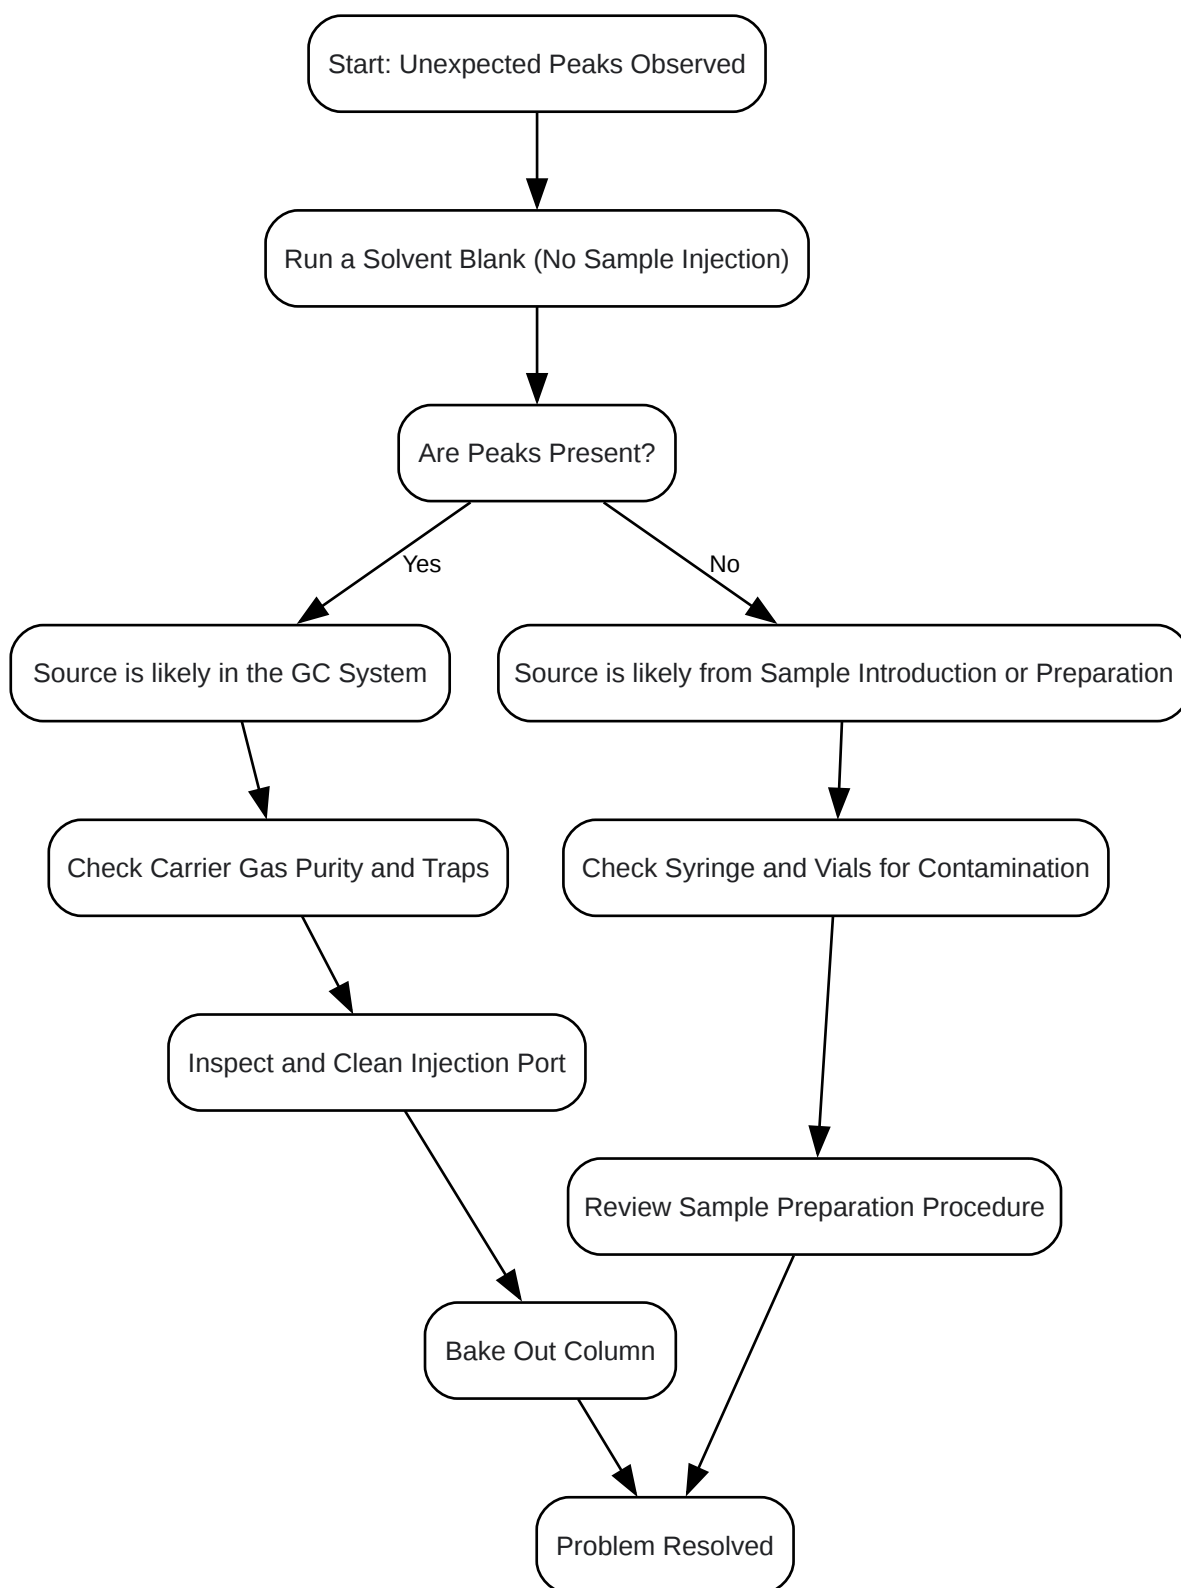 Start: Unexpected Peaks Observed
Run a Solvent Blank (No Sample Injection)
Are Peaks Present?
Yes
No
Source is likely in the GC System
Source is likely from Sample Introduction or Preparation
Check Carrier Gas Purity and Traps
Check Syringe and Vials for Contamination
Inspect and Clean Injection Port
Review Sample Preparation Procedure
Bake Out Column
Problem Resolved